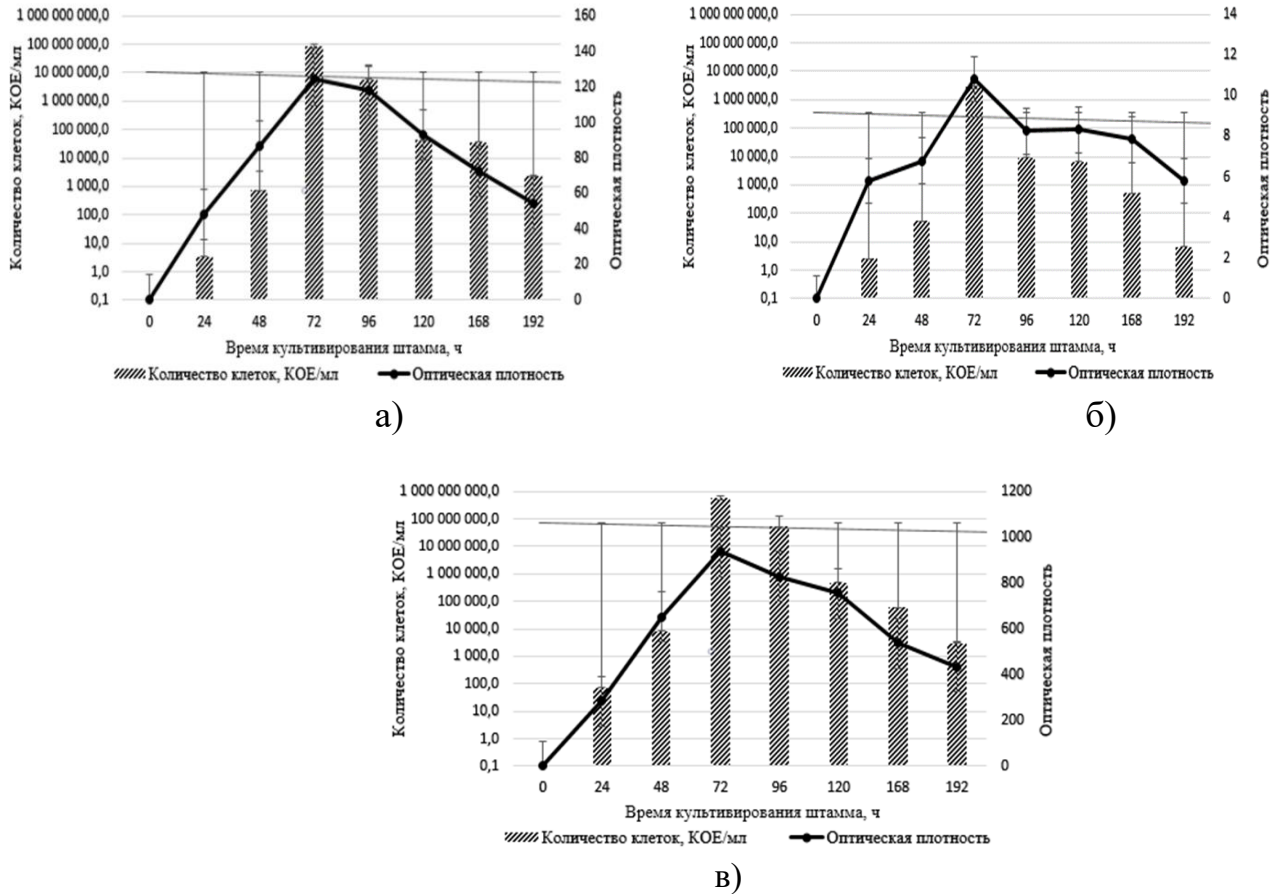 Количество клеток, КОЕ/мл
1 000 000 000,0
100 000 000,0
10 000 000,0
1 000 000,0
100 000,0
10 000,0
1 000,0
100,0
10,0
1,0
0,1
160
140
120
100
80
60
40
20
0
Оптическая плотность
0 24 48 72 96 120 168 192
Время культивирования штамма, ч
Количество клеток, КОЕ/мл Оптическая плотность
а)
Количество клеток, КОЕ/мл
1 000 000 000,0
100 000 000,0
10 000 000,0
1 000 000,0
100 000,0
10 000,0
1 000,0
100,0
10,0
1,0
0,1
14
12
10
8
6
4
2
0
Оптическая плотность
0 24 48 72 96 120 168 192
Время культивирования штамма, ч
Количество клеток, КОЕ/мл Оптическая плотность
б)
Количество клеток, КОЕ/мл
1 000 000 000,0
100 000 000,0
10 000 000,0
1 000 000,0
100 000,0
10 000,0
1 000,0
100,0
10,0
1,0
0,1
1200
1000
800
600
400
200
0
Оптическая плотность
0 24 48 72 96 120 168 192
Время культивирования штамма, ч
Количество клеток, КОЕ/мл Оптическая плотность
в)